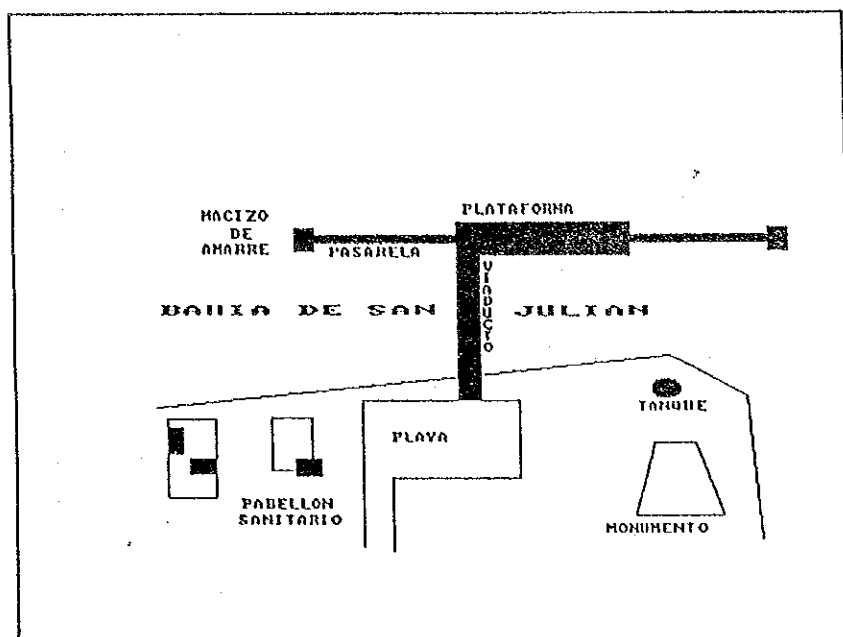 MACIZO
DE
AMARRE
PLATAFORMA
PASARELA
VIADUCTO
BAHIA DE SAN JULIAN
TANQUE
PLAYA
PABELLON
SANITARIO
MONUMENTO